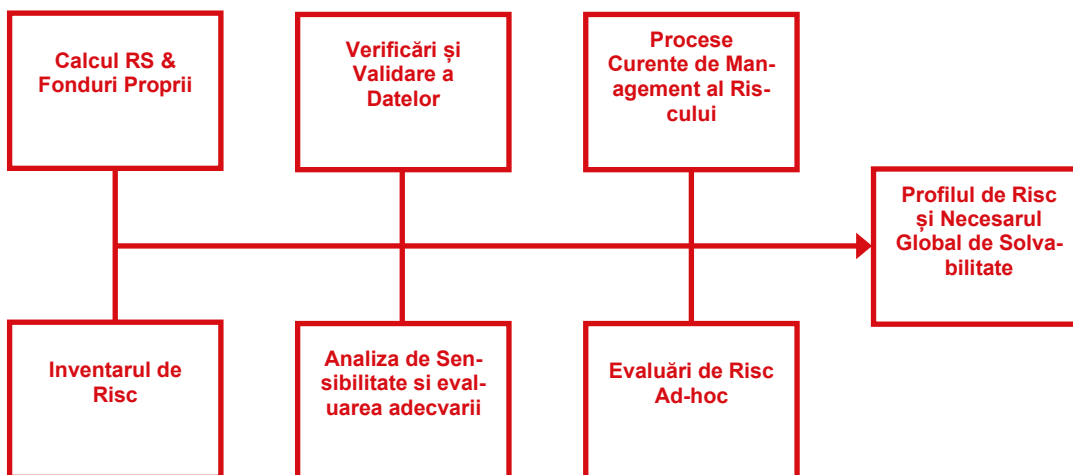 Calcul RS &
Fonduri Proprii
Verificări și
Validare a
Datelor
Procese
Curente de Man-
agement al Ris-
cului
Profilul de Risc
și Necesarul
Global de Solva-
bilitate
Inventarul de
Risc
Analiza de Sen-
sibilitate si eval-
uarea adecvarii
Evaluări de Risc
Ad-hoc